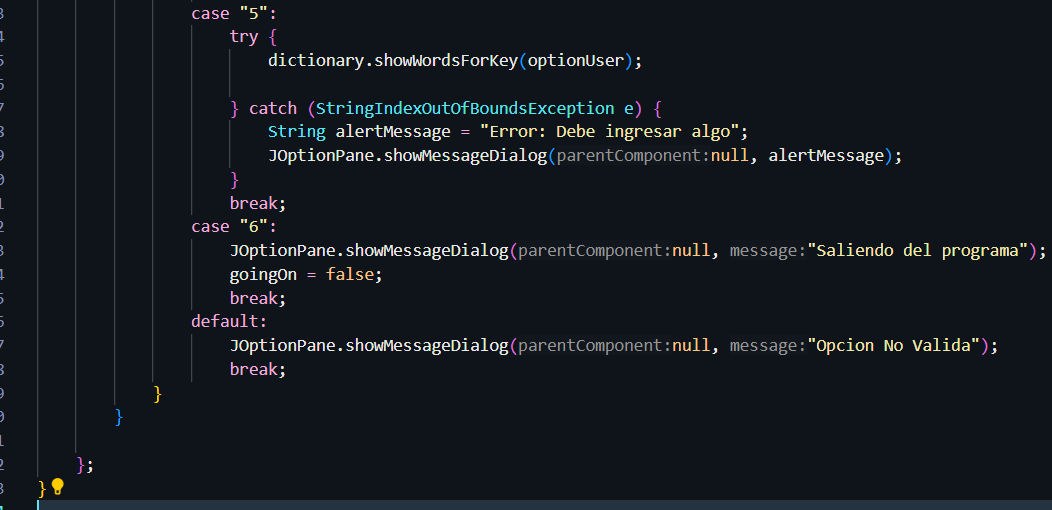 case "5":
try {
dictionary.showWordsForKey(optionUser);
} catch (StringIndexOutOfBoundsException e) {
String alertMessage = "Error: Debe ingresar algo";
JOptionPane.showMessageDialog(parentComponent:null, alertMessage);
}
break;
case "6":
JOptionPane.showMessageDialog(parentComponent:null, message:"Saliendo del programa");
goingOn = false;
break;
default:
JOptionPane.showMessageDialog(parentComponent:null, message:"Opcion No Valida");
break;
}
}
};
}